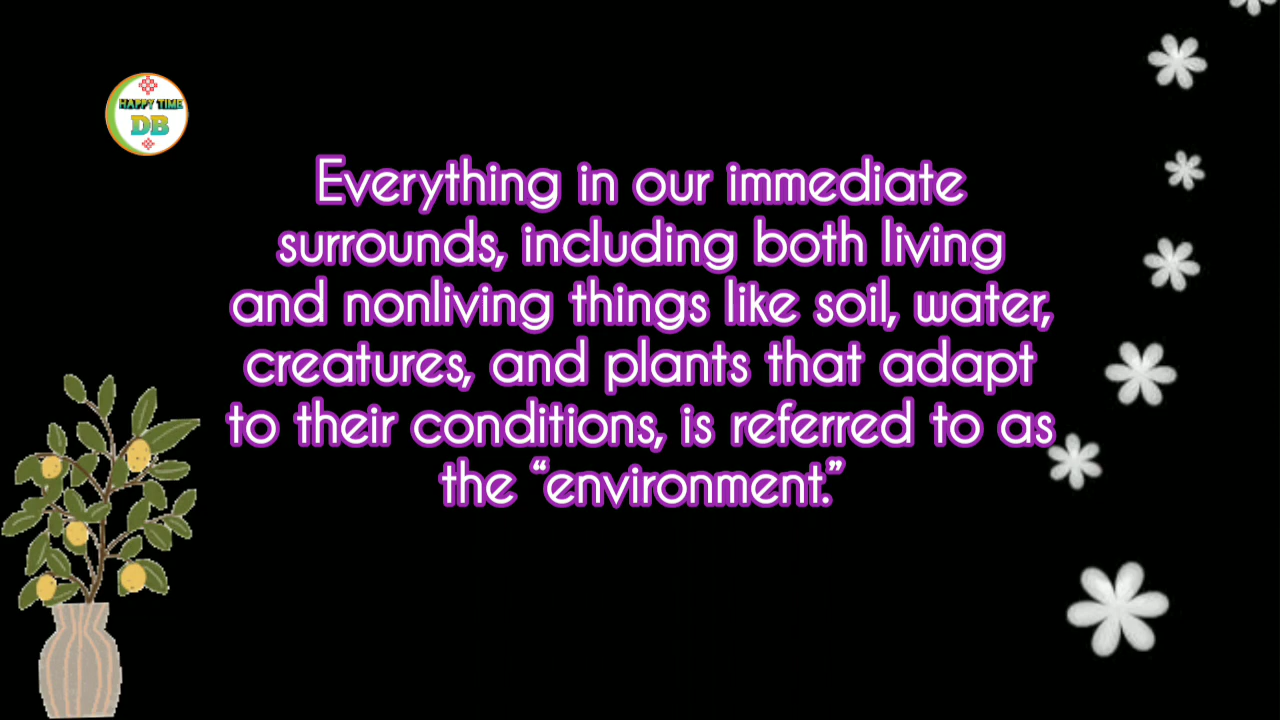 HAPPY TIME
DB
Everything in our immediate
surrounds, including both living
and nonliving things like soil, water,
creatures, and plants that adapt
to their conditions, is referred to as
the “environment.”